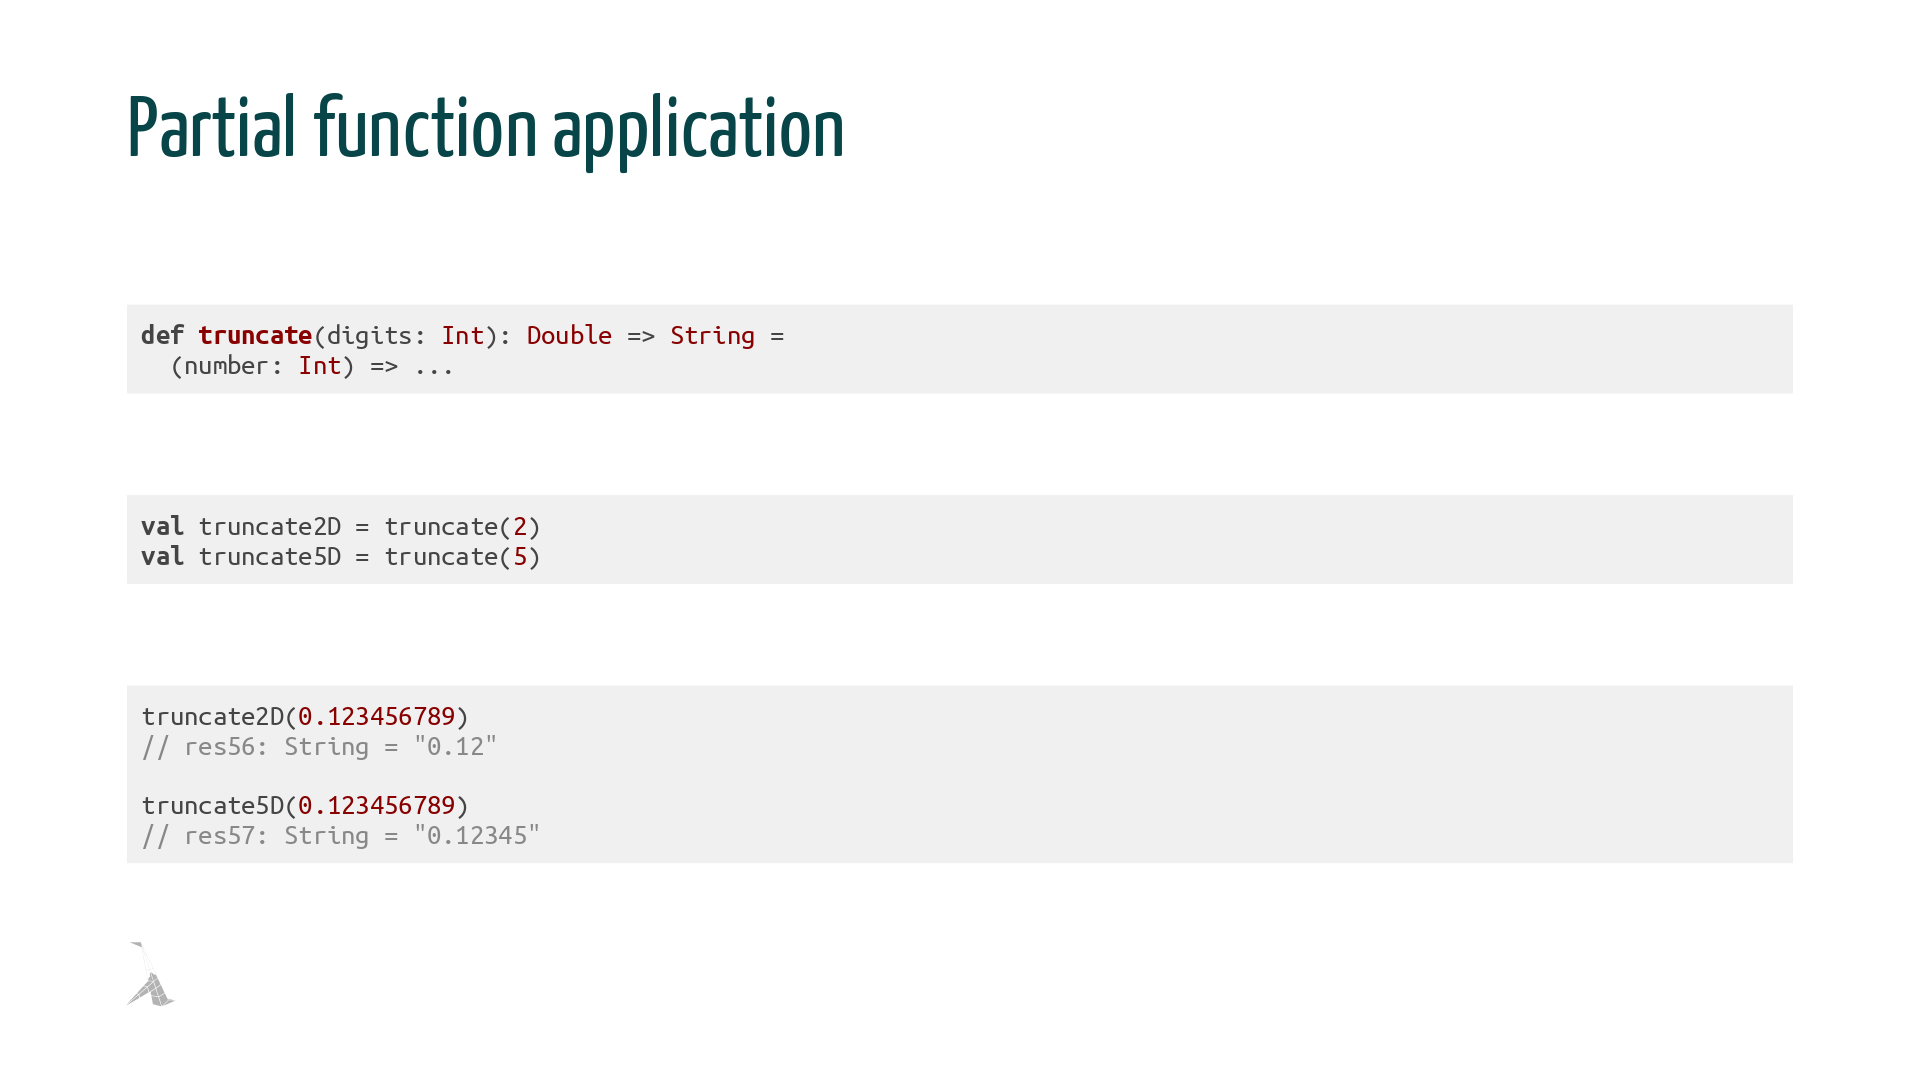 Partial function application
def truncate(digits: Int): Double => String =
  (number: Int) => ...
val truncate2D = truncate(2)
val truncate5D = truncate(5)
truncate2D(0.123456789)
// res56: String = "0.12"
truncate5D(0.123456789)
// res57: String = "0.12345"